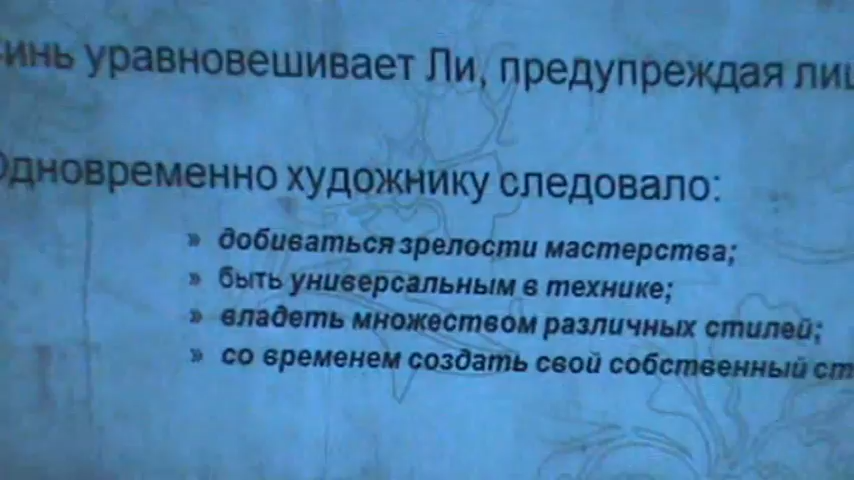 уравновешивает Ли, предупреждая
Одновременно художнику следовало:
» добиваться зрелости мастерства;
» быть универсальным в технике;
» владеть множеством различных стилей;
» со временем создать свой собственный